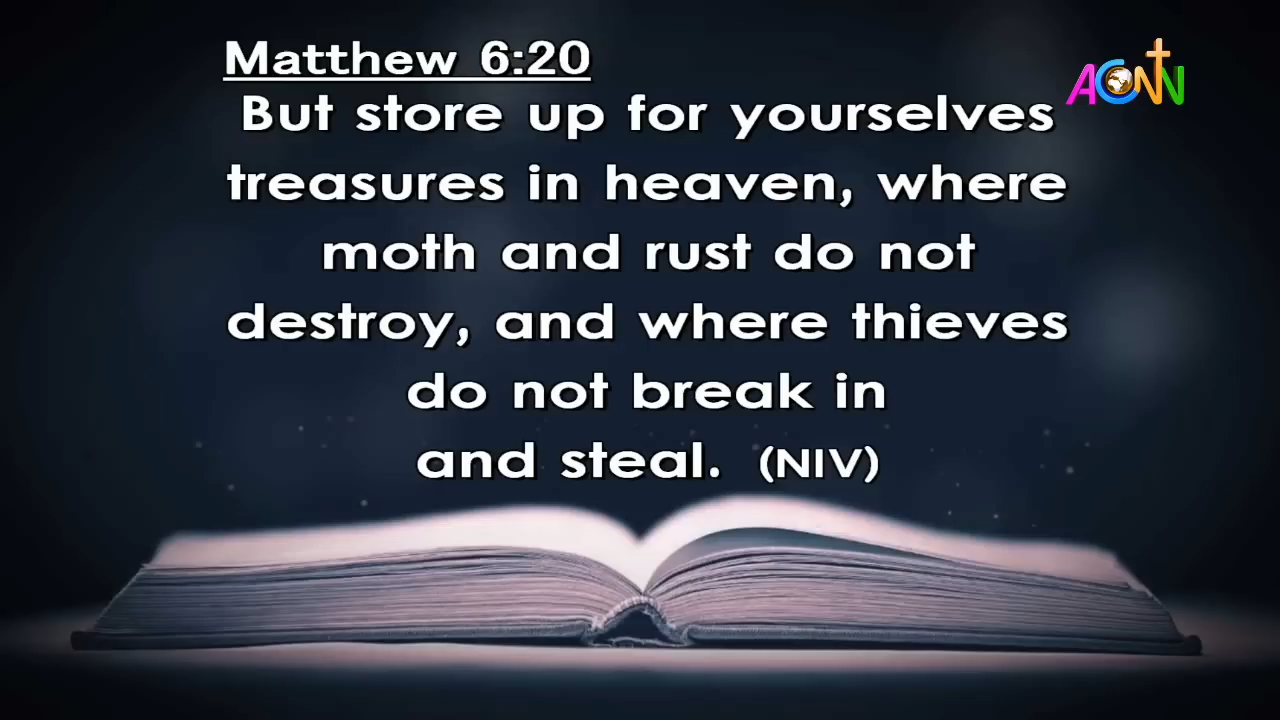 Matthew 6:20
ACNN
But store up for yourselves
treasures in heaven, where
moth and rust do not
destroy, and where thieves
do not break in
and steal. (NIV)